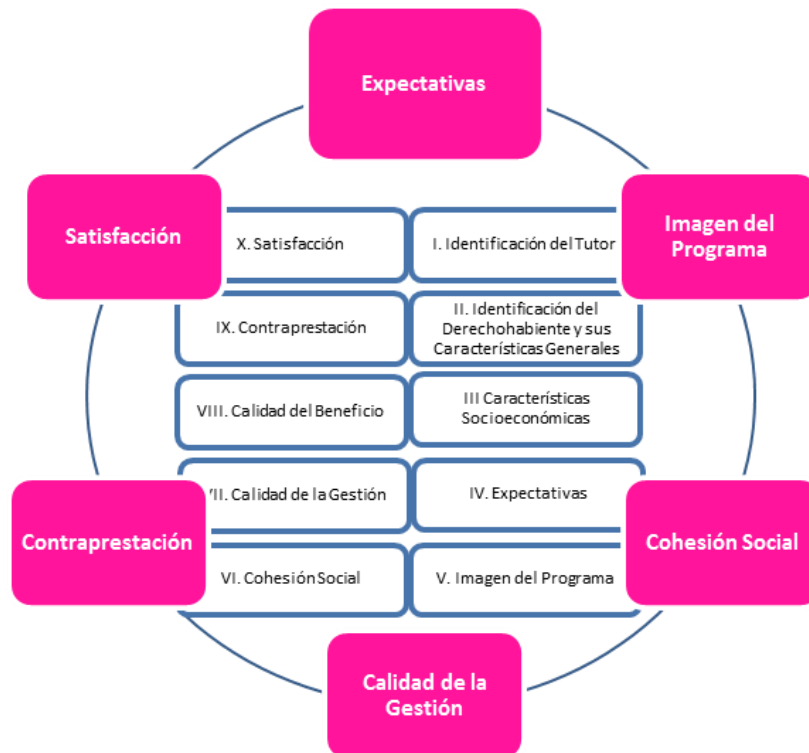 Expectativas
Satisfacción
Imagen del
Programa
X. Satisfacción
I. Identificación del Tutor
IX. Contraprestación
II. Identificación del
Derechohabiente y sus
Características Generales
VIII. Calidad del Beneficio
III Características
Socioeconómicas
VII. Calidad de la Gestión
IV. Expectativas
Contraprestación
Cohesión Social
VI. Cohesión Social
V. Imagen del Programa
Calidad de la
Gestión